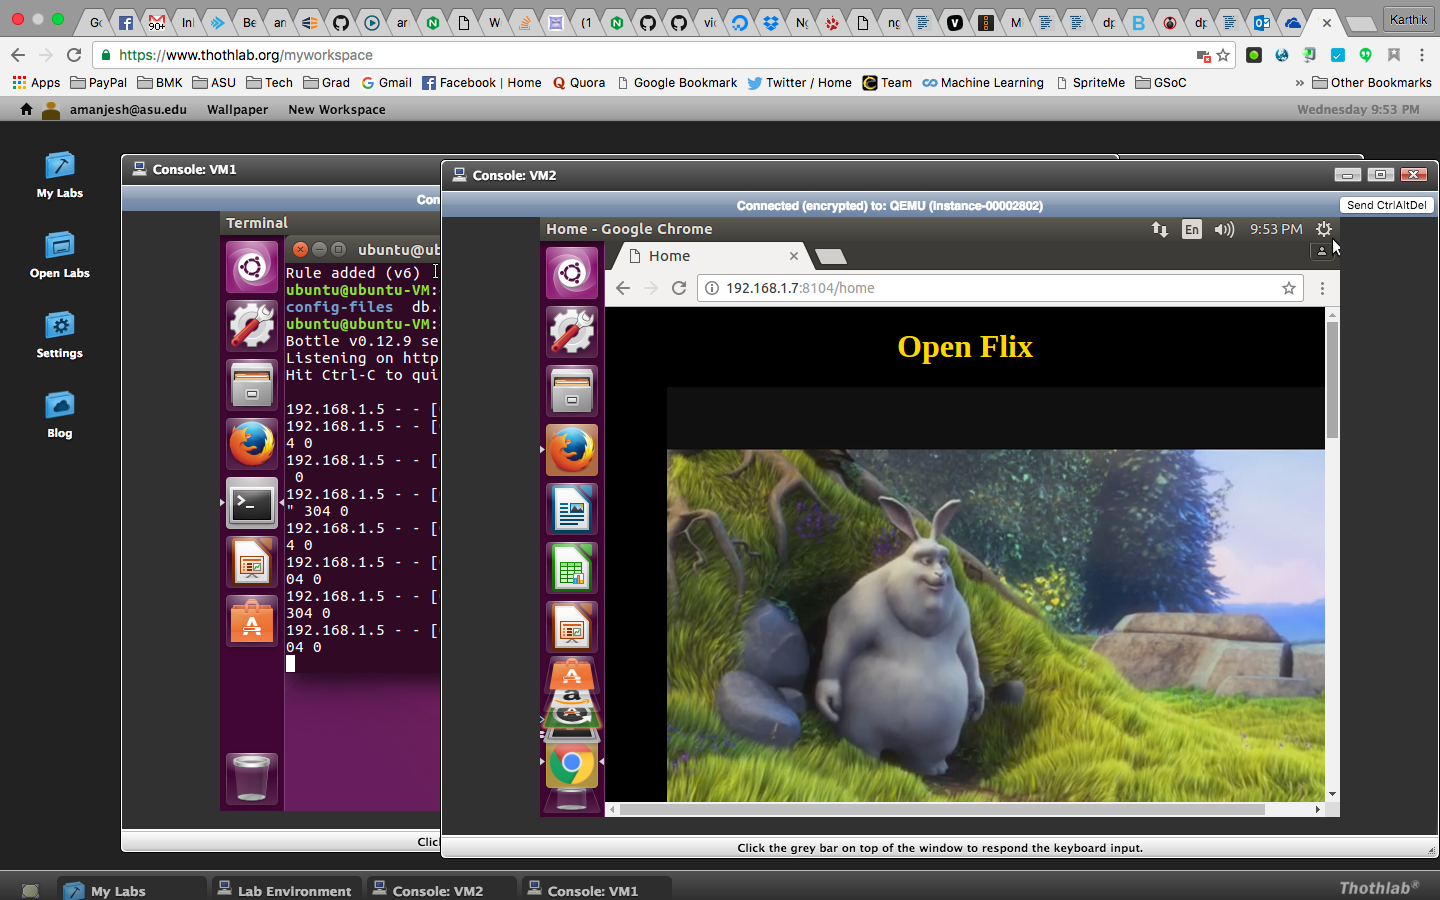 Karthik
https://www.thothlab.org/myworkspace
Apps PayPal BMK ASU Tech Grad Gmail Facebook | Home Quora Google Bookmark Twitter / Home Team Machine Learning SpriteMe GSoC » Other Bookmarks
amanjesh@asu.edu Wallpaper New Workspace Wednesday 9:53 PM
My Labs
Open Labs
Settings
Blog
Console: VM1
Con
Terminal
ubuntu@ub
Rule added (v6)
ubuntu@ubuntu-VM:
config-files db.
ubuntu@ubuntu-VM:
Bottle v0.12.9 se
Listening on http
Hit Ctrl-C to qui
192.168.1.5 - - [
192.168.1.5 - - [
4 0
192.168.1.5 - - [
0
192.168.1.5 - - [
" 304 0
192.168.1.5 - - [
4 0
192.168.1.5 - - [
04 0
192.168.1.5 - - [
304 0
192.168.1.5 - - [
04 0
Clic
Console: VM2
Connected (encrypted) to: QEMU (instance-00002802)
Send CtrlAltDel
Home - Google Chrome
En
9:53 PM
Home
192.168.1.7:8104/home
Open Flix
Click the grey bar on top of the window to respond the keyboard input.
My Labs Lab Environment Console: VM2 Console: VM1
Thothlab®